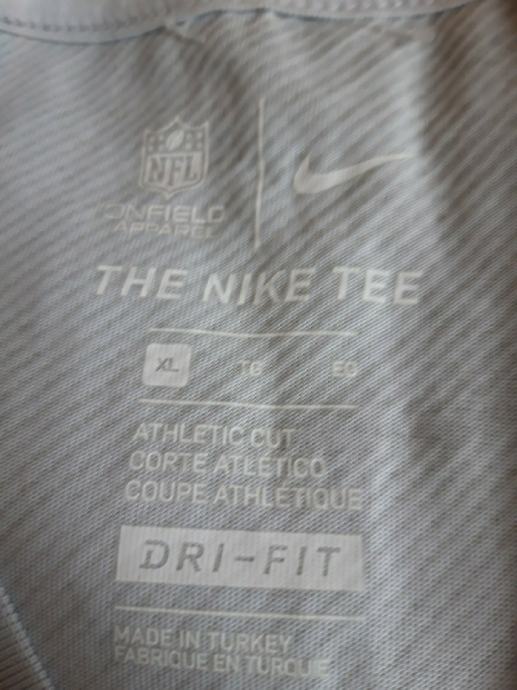 NFL
ONFIELD
APPAREL
THE NIKE TEE
XL TG EG
ATHLETIC CUT
CORTE ATLÉTICO
COUPE ATHLÉTIQUE
DRI-FIT
MADE IN TURKEY
FABRIQUE EN TURQUIE